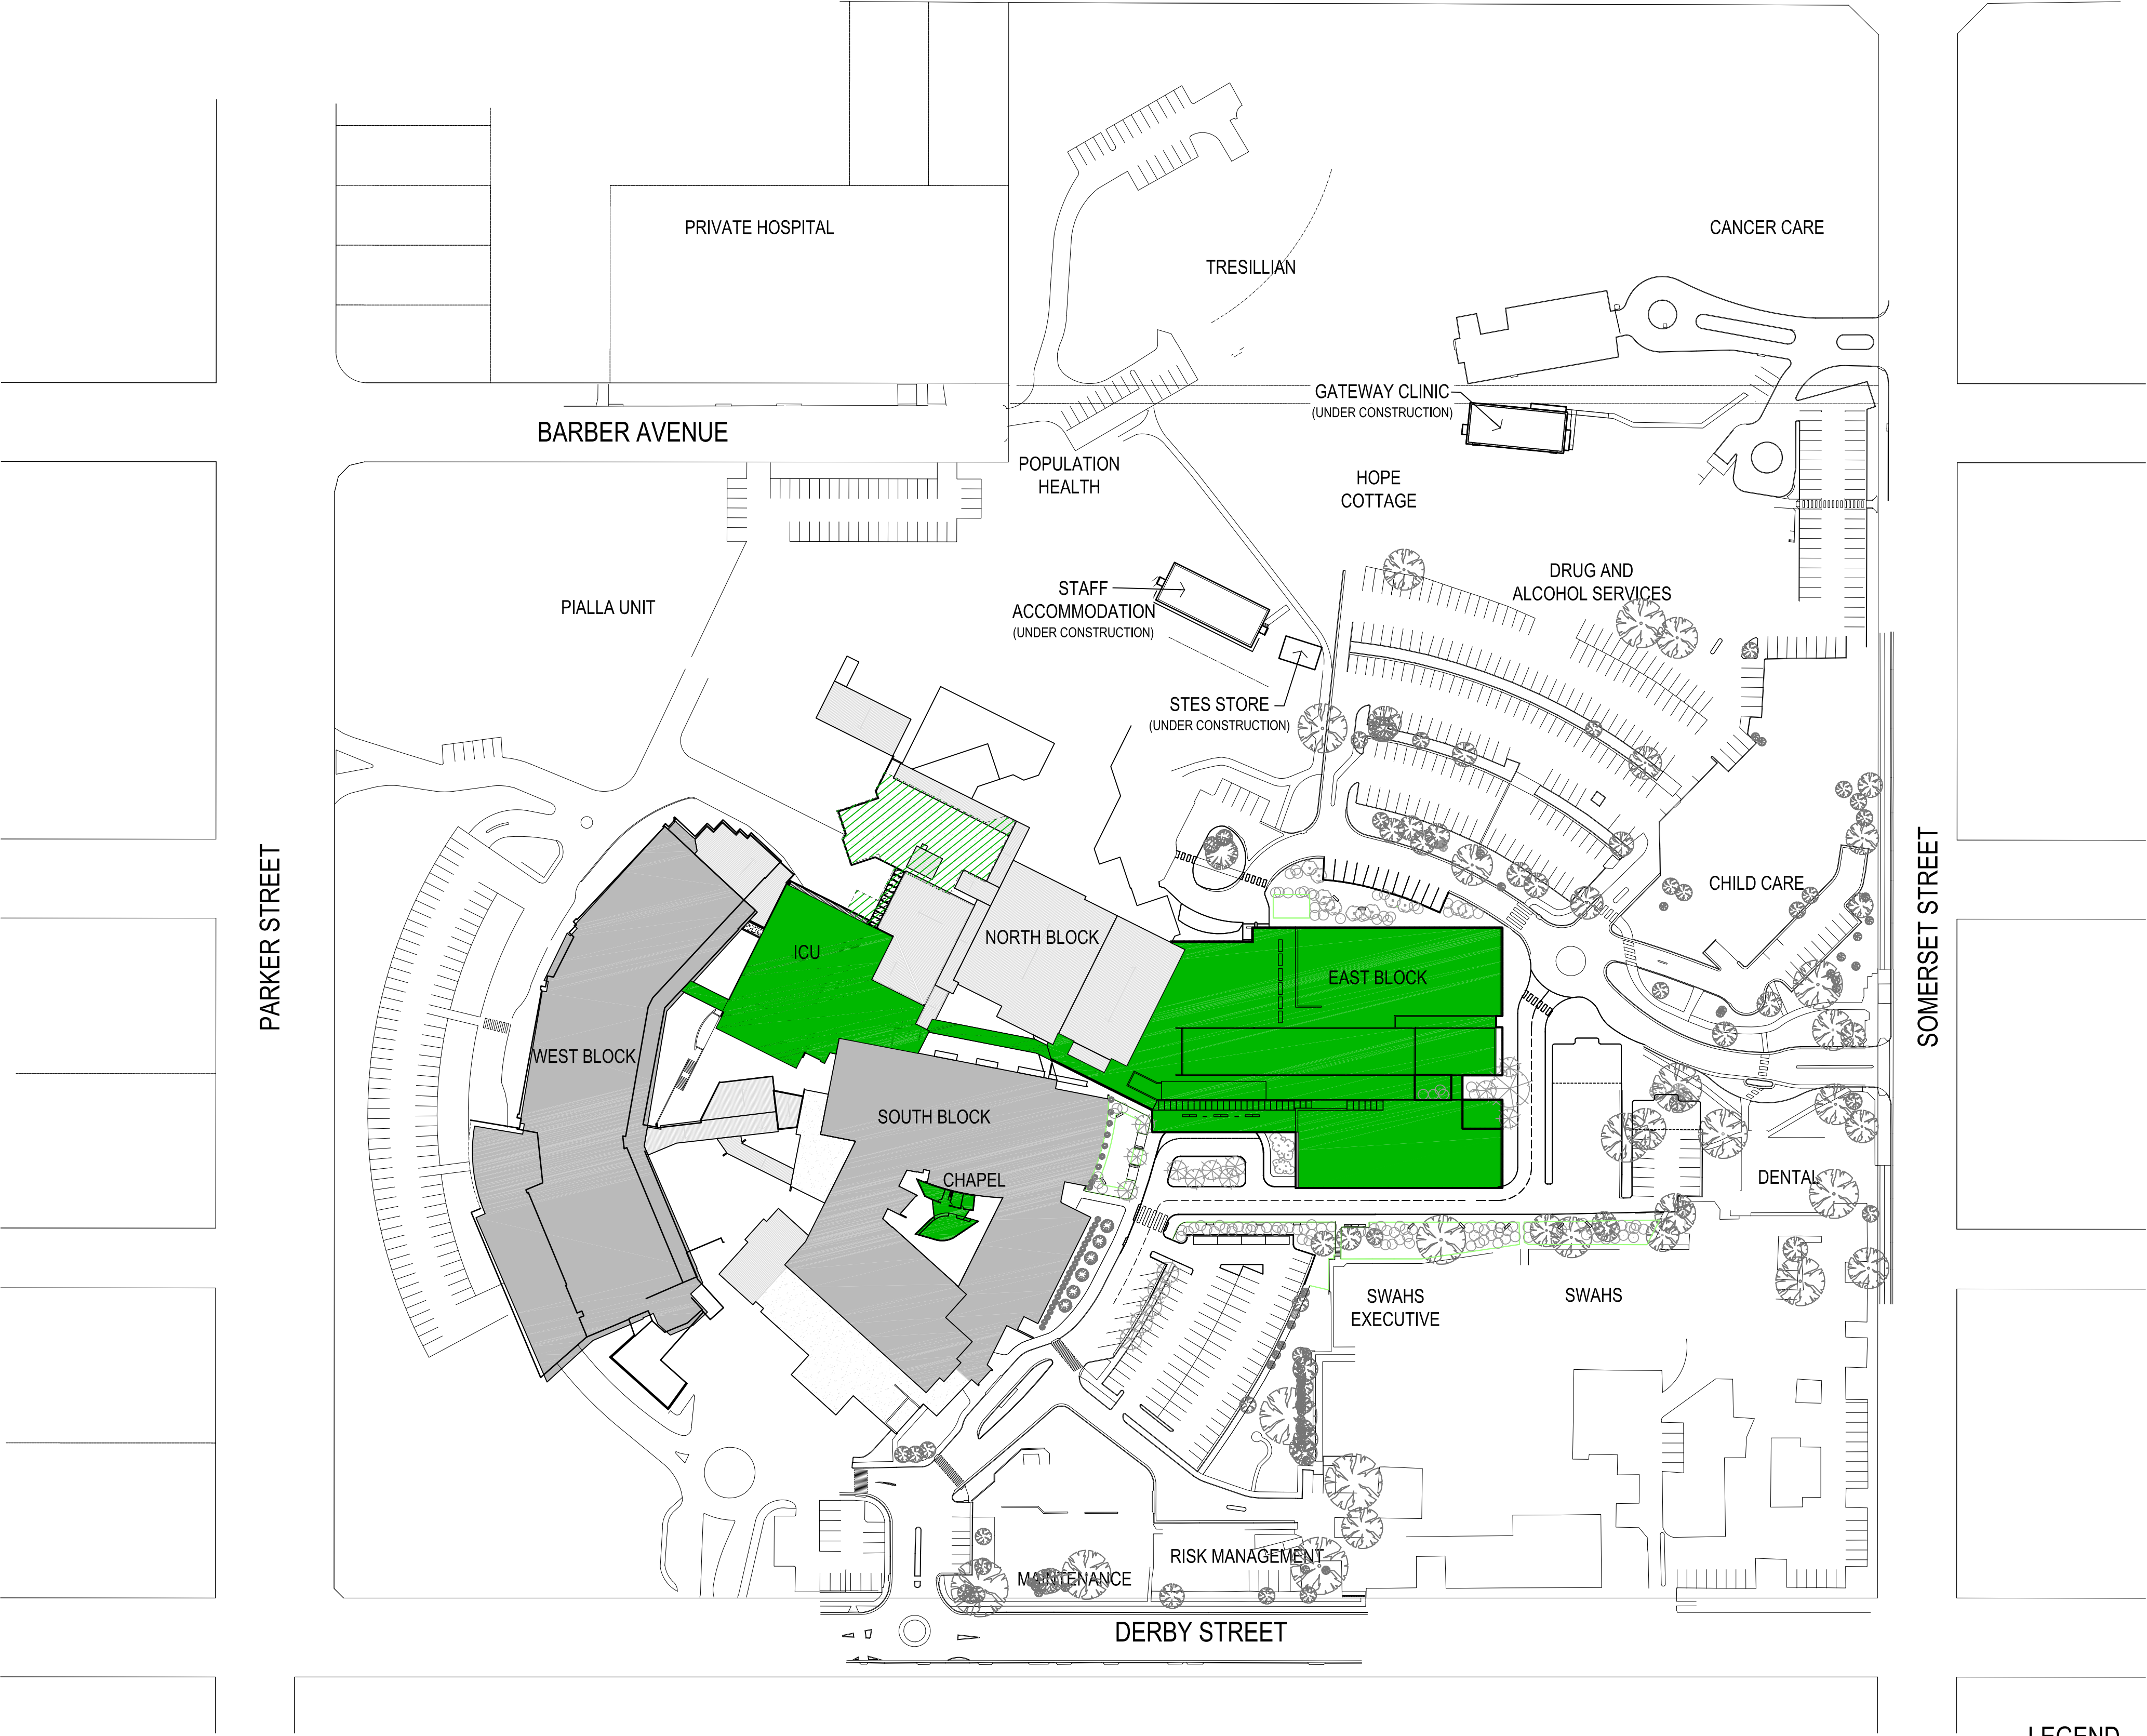 PRIVATE HOSPITAL
CANCER CARE
TRESILLIAN
GATEWAY CLINIC
(UNDER CONSTRUCTION)
BARBER AVENUE
POPULATION
HEALTH
HOPE
COTTAGE
DRUG AND
ALCOHOL SERVICES
STAFF
ACCOMMODATION
(UNDER CONSTRUCTION)
PIALLA UNIT
STES STORE
(UNDER CONSTRUCTION)
PARKER STREET
SOMERSET STREET
CHILD CARE
NORTH BLOCK
ICU
EAST BLOCK
WEST BLOCK
SOUTH BLOCK
CHAPEL
DENTAL
SWAHS
EXECUTIVE
SWAHS
RISK MANAGEMENT
MAINTENANCE
DERBY STREET
LEGEND